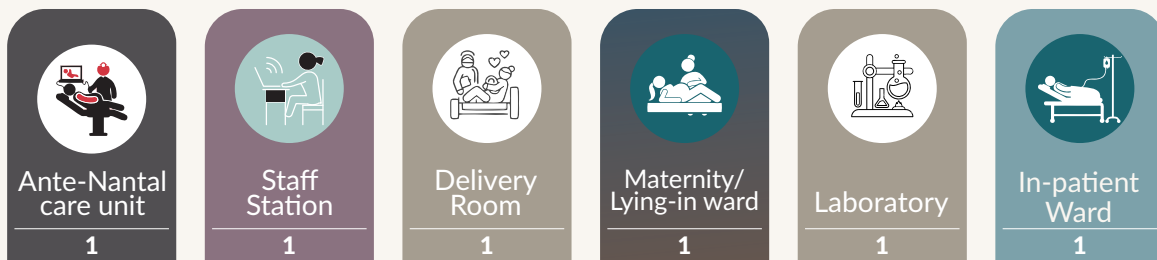 Ante-Nantal
care unit
1
Staff
Station
1
Delivery
Room
1
Maternity/
Lying-in ward
1
Laboratory
1
In-patient
Ward
1